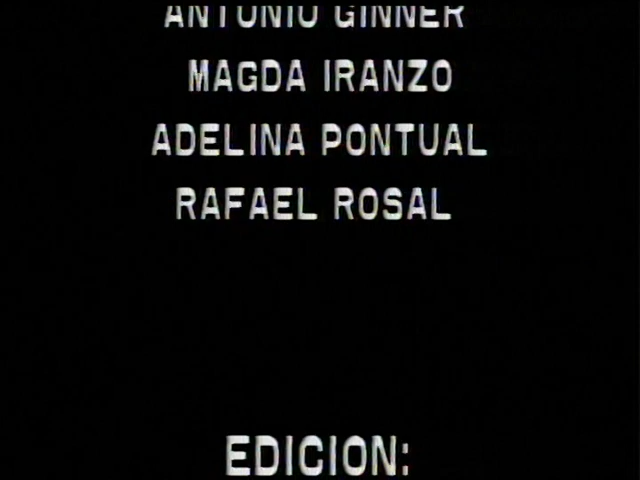 ANTONIO GINNER
MAGDA IRANZO
ADELINA PONTUAL
RAFAEL ROSAL
EDICION: